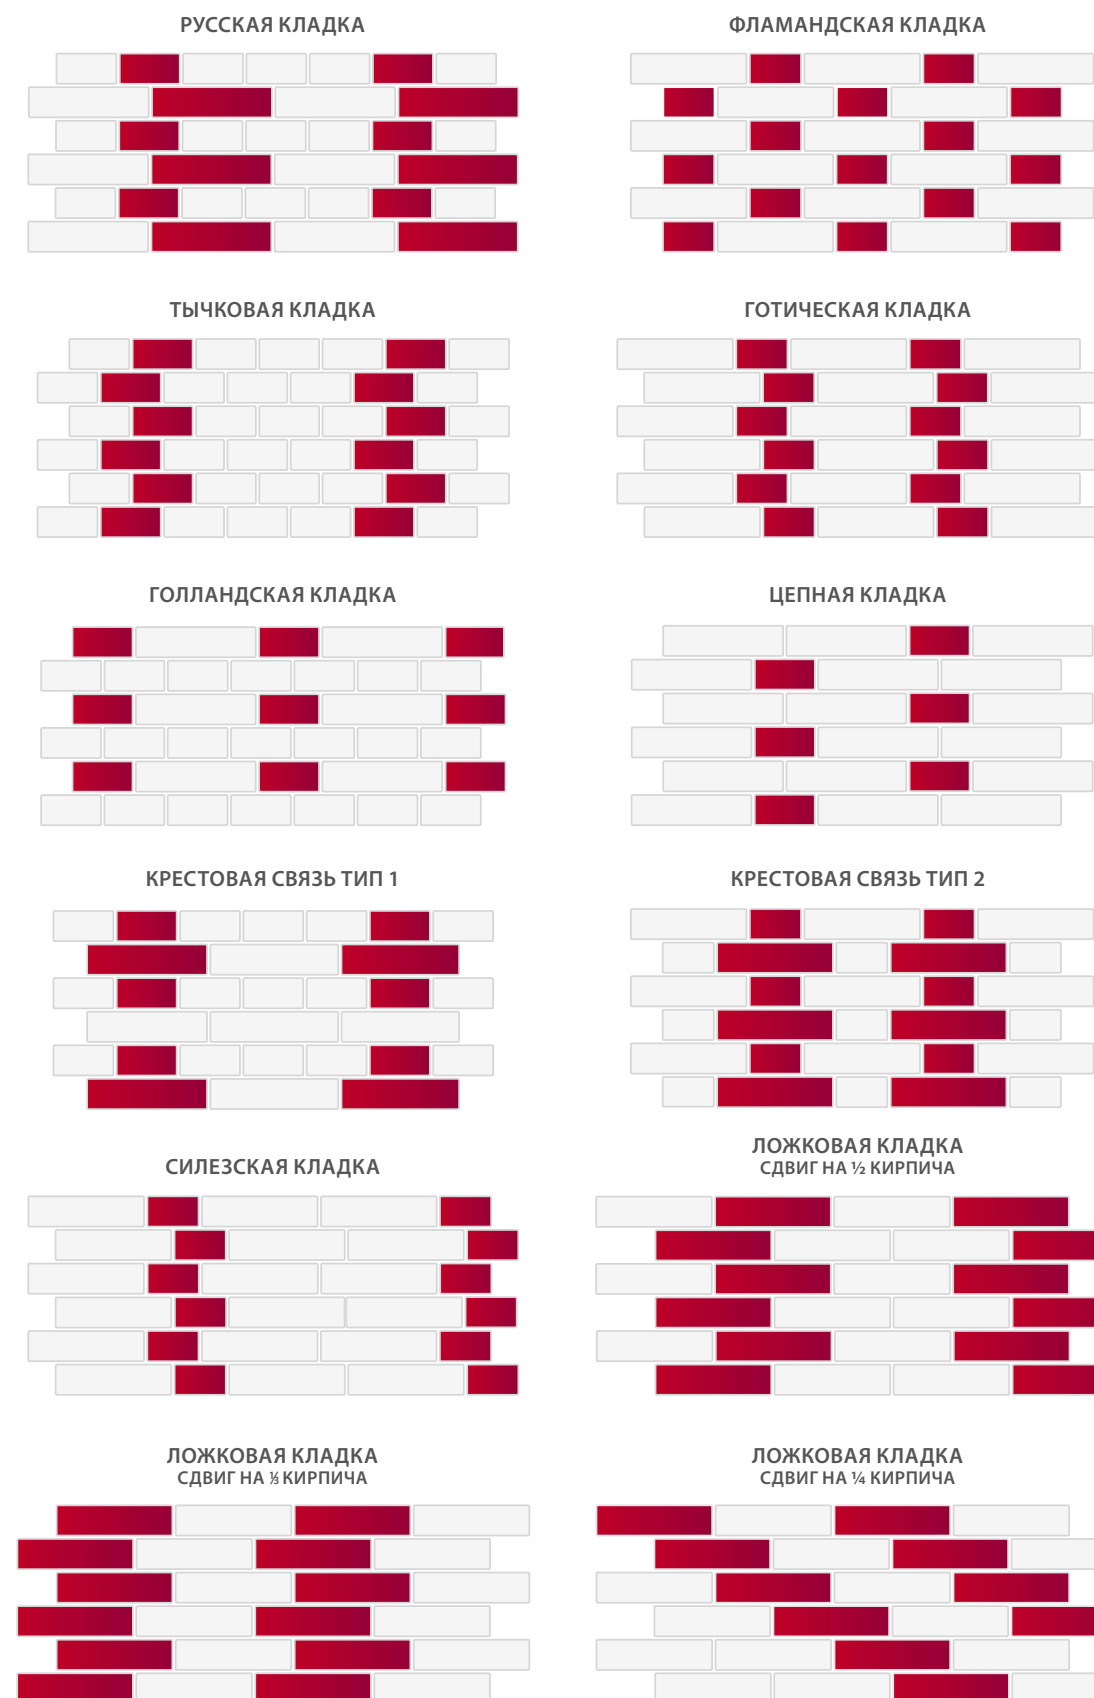 РУССКАЯ КЛАДКА
ФЛАМАНДСКАЯ КЛАДКА
ТЫЧКОВАЯ КЛАДКА
ГОТИЧЕСКАЯ КЛАДКА
ГОЛЛАНДСКАЯ КЛАДКА
ЦЕПНАЯ КЛАДКА
КРЕСТОВАЯ СВЯЗЬ ТИП 1
КРЕСТОВАЯ СВЯЗЬ ТИП 2
СИЛЕЗСКАЯ КЛАДКА
ЛОЖКОВАЯ КЛАДКА
СДВИГ НА ½ КИРПИЧА
ЛОЖКОВАЯ КЛАДКА
СДВИГ НА ⅓ КИРПИЧА
ЛОЖКОВАЯ КЛАДКА
СДВИГ НА ¼ КИРПИЧА